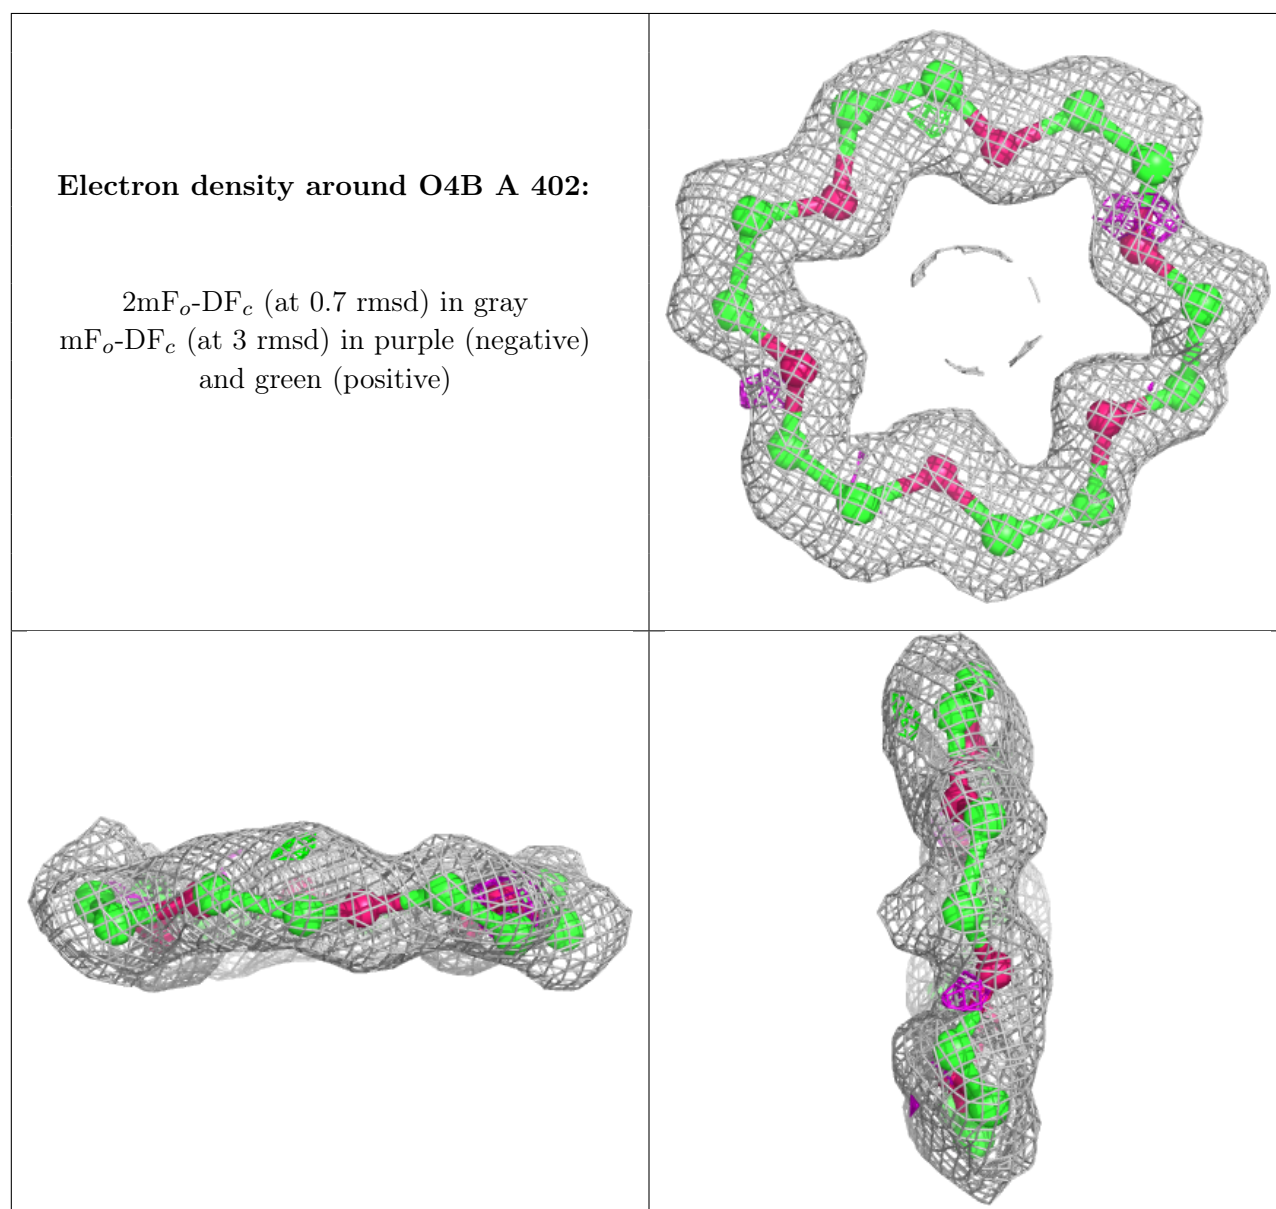 Electron density around O4B A 402:
2mFo-DFc (at 0.7 rmsd) in gray
mFo-DFc (at 3 rmsd) in purple (negative)
and green (positive)